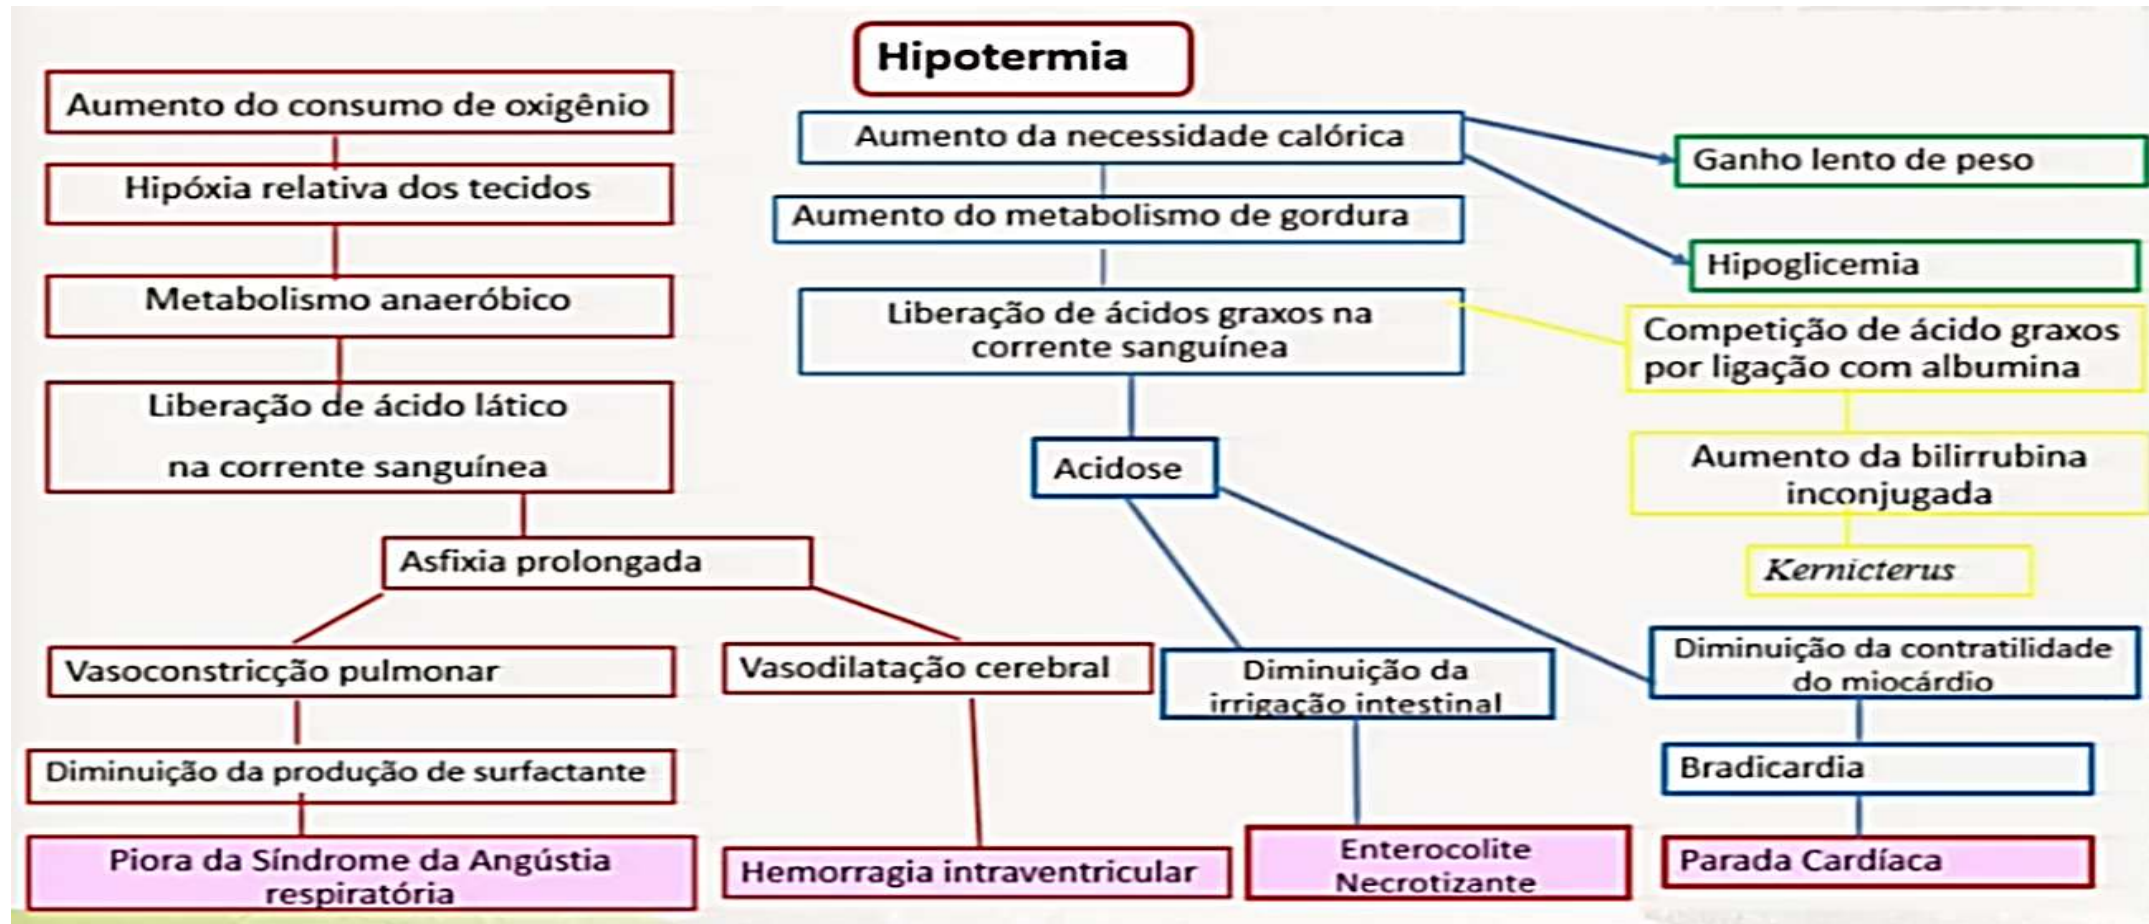 Hipotermia
Aumento do consumo de oxigênio
Hipóxia relativa dos tecidos
Metabolismo anaeróbico
Liberação de ácido lático
na corrente sanguínea
Asfixia prolongada
Vasoconstricção pulmonar
Diminuição da produção de surfactante
Piora da Síndrome da Angústia
respiratória
Vasodilatação cerebral
Hemorragia intraventricular
Aumento da necessidade calórica
Aumento do metabolismo de gordura
Liberação de ácidos graxos na
corrente sanguínea
Acidose
Diminuição da
irrigação intestinal
Enterocolite
Necrotizante
Ganho lento de peso
Hipoglicemia
Competição de ácido graxos
por ligação com albumina
Aumento da bilirrubina
inconjugada
Kernicterus
Diminuição da contratilidade
do miocárdio
Bradicardia
Parada Cardíaca